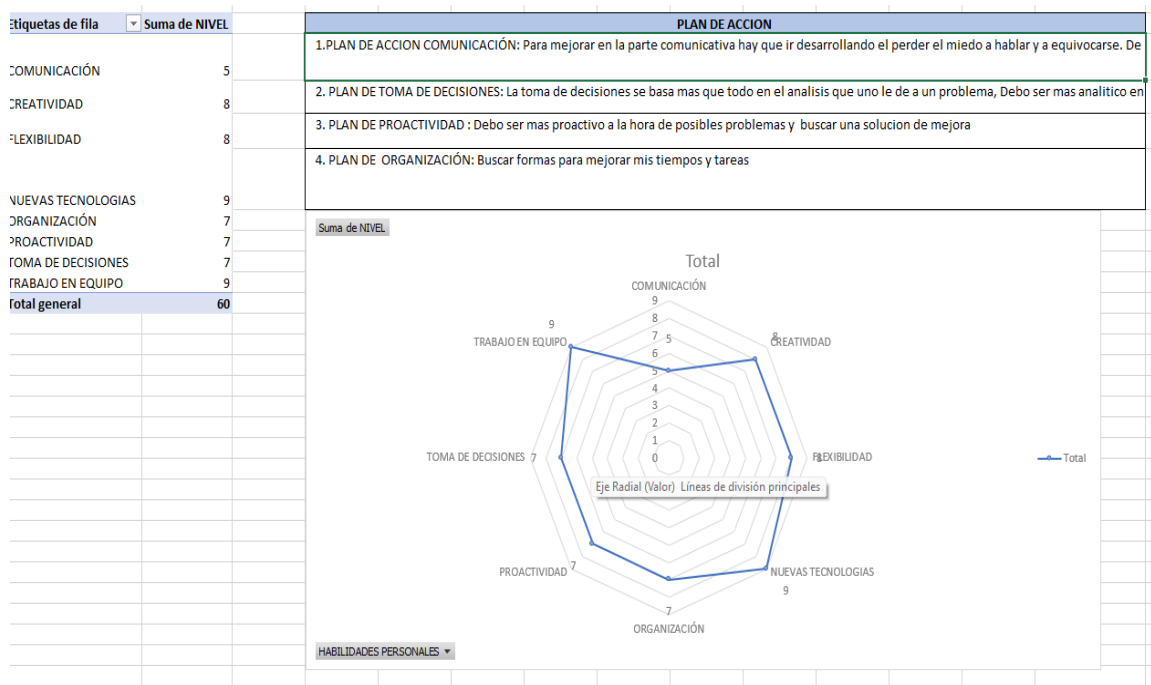 Etiquetas de fila Suma de NIVEL
COMUNICACIÓN 5
CREATIVIDAD 8
FLEXIBILIDAD 8
NUEVAS TECNOLOGIAS 9
ORGANIZACIÓN 7
PROACTIVIDAD 7
TOMA DE DECISIONES 7
TRABAJO EN EQUIPO 9
Total general 60
PLAN DE ACCION
1.PLAN DE ACCION COMUNICACIÓN: Para mejorar en la parte comunicativa hay que ir desarrollando el perder el miedo a hablar y a equivocarse. De
2. PLAN DE TOMA DE DECISIONES: La toma de decisiones se basa mas que todo en el analisis que uno le de a un problema, Debo ser mas analitico en
3. PLAN DE PROACTIVIDAD : Debo ser mas proactivo a la hora de posibles problemas y buscar una solucion de mejora
4. PLAN DE ORGANIZACIÓN: Buscar formas para mejorar mis tiempos y tareas
Suma de NIVEL
Total
COMUNICACIÓN
9
8
7
6
5
4
3
2
1
0
5
8
CREATIVIDAD
8
FLEXIBILIDAD
NUEVAS TECNOLOGIAS
9
7
ORGANIZACIÓN
PROACTIVIDAD 7
TOMA DE DECISIONES 7
9
TRABAJO EN EQUIPO
Eje Radial (Valor) Líneas de división principales
Total
HABILIDADES PERSONALES